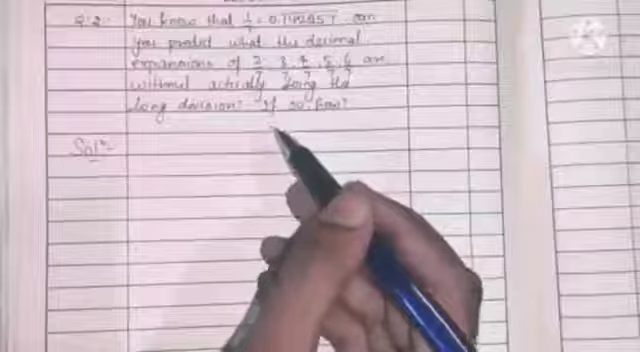 Q.2. You know that 1/7 = 0.142857. can
you predict what the decimal
expansions of 2/7, 3/7, 4/7, 5/7, 6/7 are
without actually doing the
long division? If so how?
Solⁿ